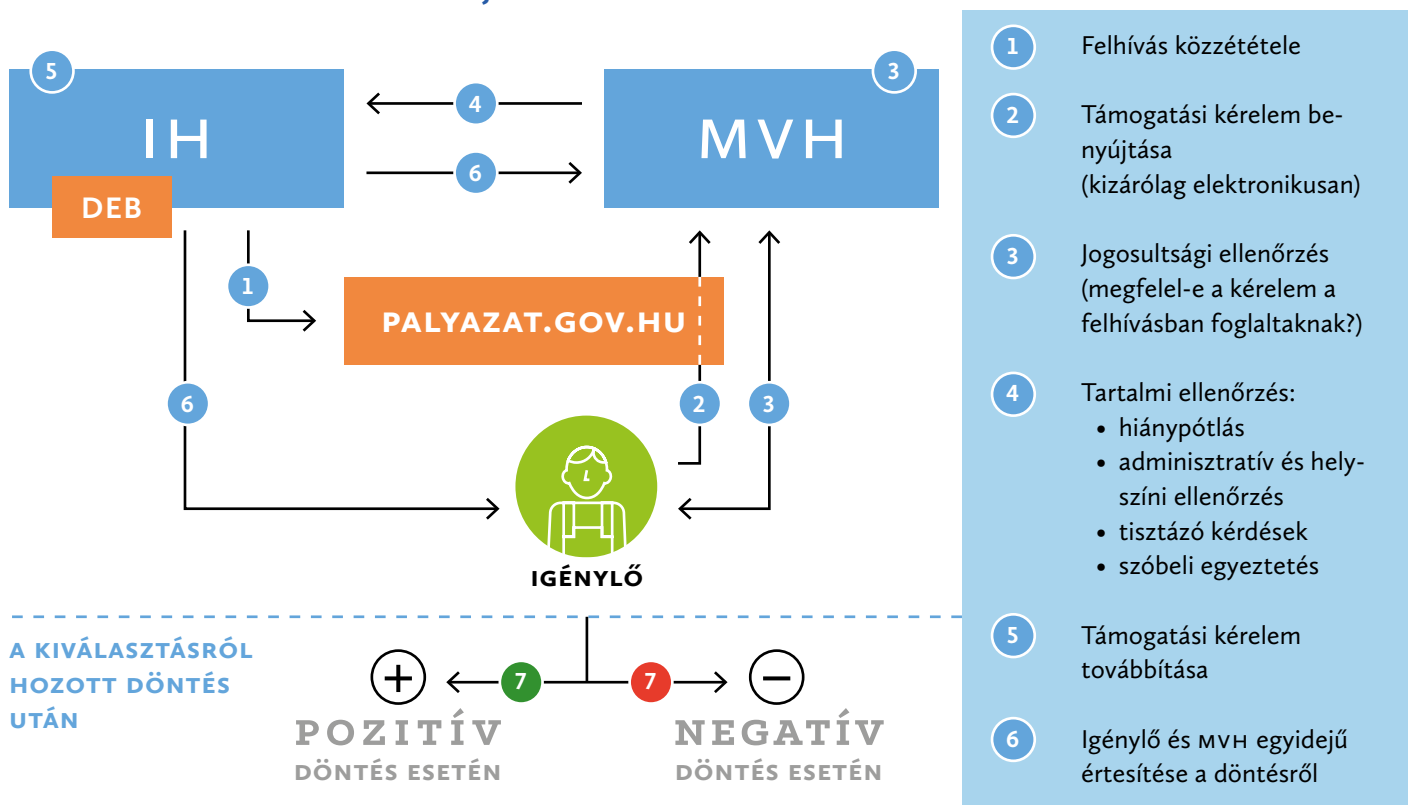 5
3
IH
MVH
4
6
DEB
1
PALYAZAT.GOV.HU
6
2
3
IGÉNYLŐ
A KIVÁLASZTÁSRÓL
HOZOTT DÖNTÉS
UTÁN
7
7
POZITÍV
DÖNTÉS ESETÉN
NEGATÍV
DÖNTÉS ESETÉN
1 Felhívás közzététele
2 Támogatási kérelem be-
nyújtása
(kizárólag elektronikusan)
3 Jogosultsági ellenőrzés
(megfelel-e a kérelem a
felhívásban foglaltaknak?)
4 Tartalmi ellenőrzés:
• hiánypótlás
• adminisztratív és hely-
színi ellenőrzés
• tisztázó kérdések
• szóbeli egyeztetés
5 Támogatási kérelem
továbbítása
6 Igénylő és MVH egyidejű
értesítése a döntésről